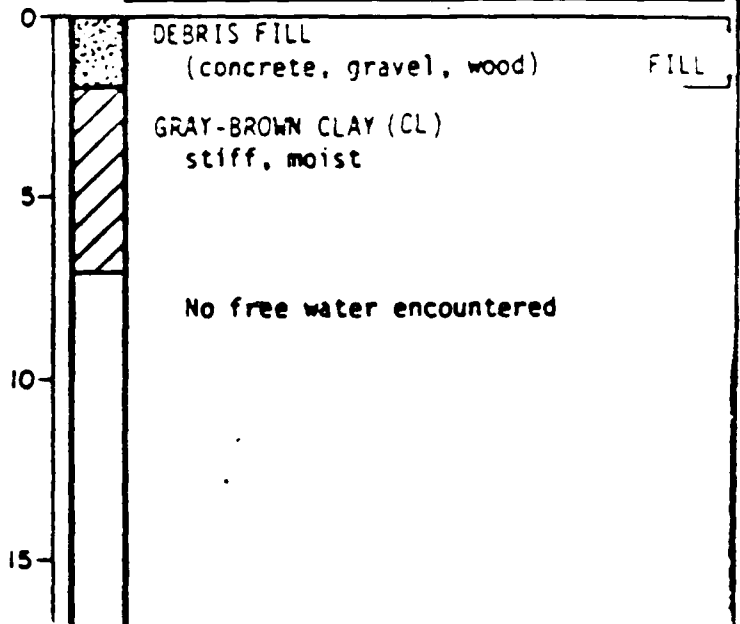 0
DEBRIS FILL
(concrete, gravel, wood) FILL
GRAY-BROWN CLAY (CL)
stiff, moist
5
No free water encountered
10
15